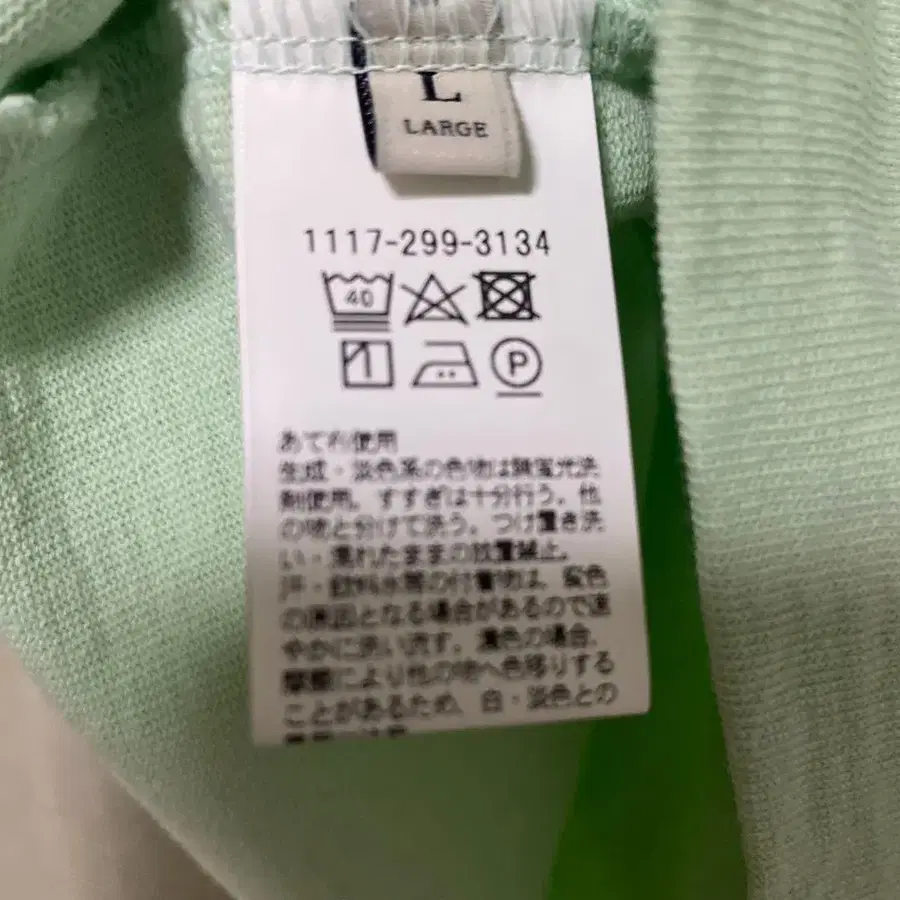 L
LARGE
1117-299-3134
40
P
あて布使用
生成・淡色系の色物は無蛍光洗
剤使用。すすぎは十分行う。他
の物と分けて洗う。つけ置き洗
い・濡れたままの放置禁止。
汗・飲料水等の付着物は、変色
の原因となる場合があるので速
やかに洗い流す。濃色の場合、
摩擦により他の物へ色移りする
ことがあるため、白・淡色との